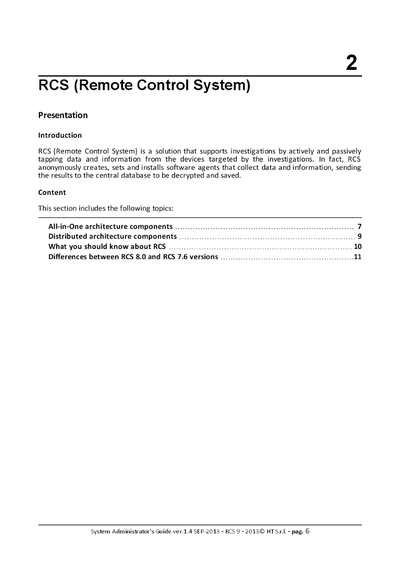 2
RCS (Remote Control System)
Presentation
Introduction
RCS (Remote Control System) is a solution that supports investigations by actively and passively
tapping data and information from the devices targeted by the investigations. In fact, RCS
anonymously creates, sets and installs software agents that collect data and information, sending
the results to the central database to be decrypted and saved.
Content
This section includes the following topics:
All-in-One architecture components ........................................................................... 7
Distributed architecture components .......................................................................... 9
What you should know about RCS ............................................................................. 10
Differences between RCS 8.0 and RCS 7.6 versions ........................................................11
System Administrator's Guide ver.1.4 SEP-2013 - RCS 9 - 2013© HT S.r.l. - pag. 6